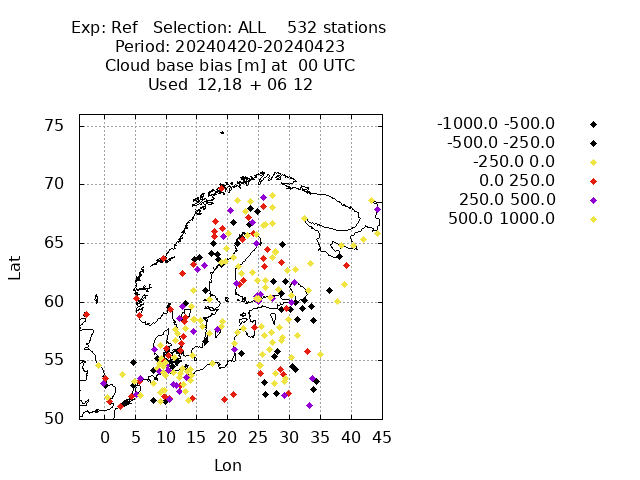 Exp: Ref   Selection: ALL    532 stations
Period: 20240420-20240423
Cloud base bias [m] at  00 UTC
Used 12,18 + 06 12
-1000.0 -500.0
-500.0 -250.0
-250.0 0.0
0.0 250.0
250.0 500.0
500.0 1000.0
75
70
65
60
55
50
Lat
0 5 10 15 20 25 30 35 40 45
Lon